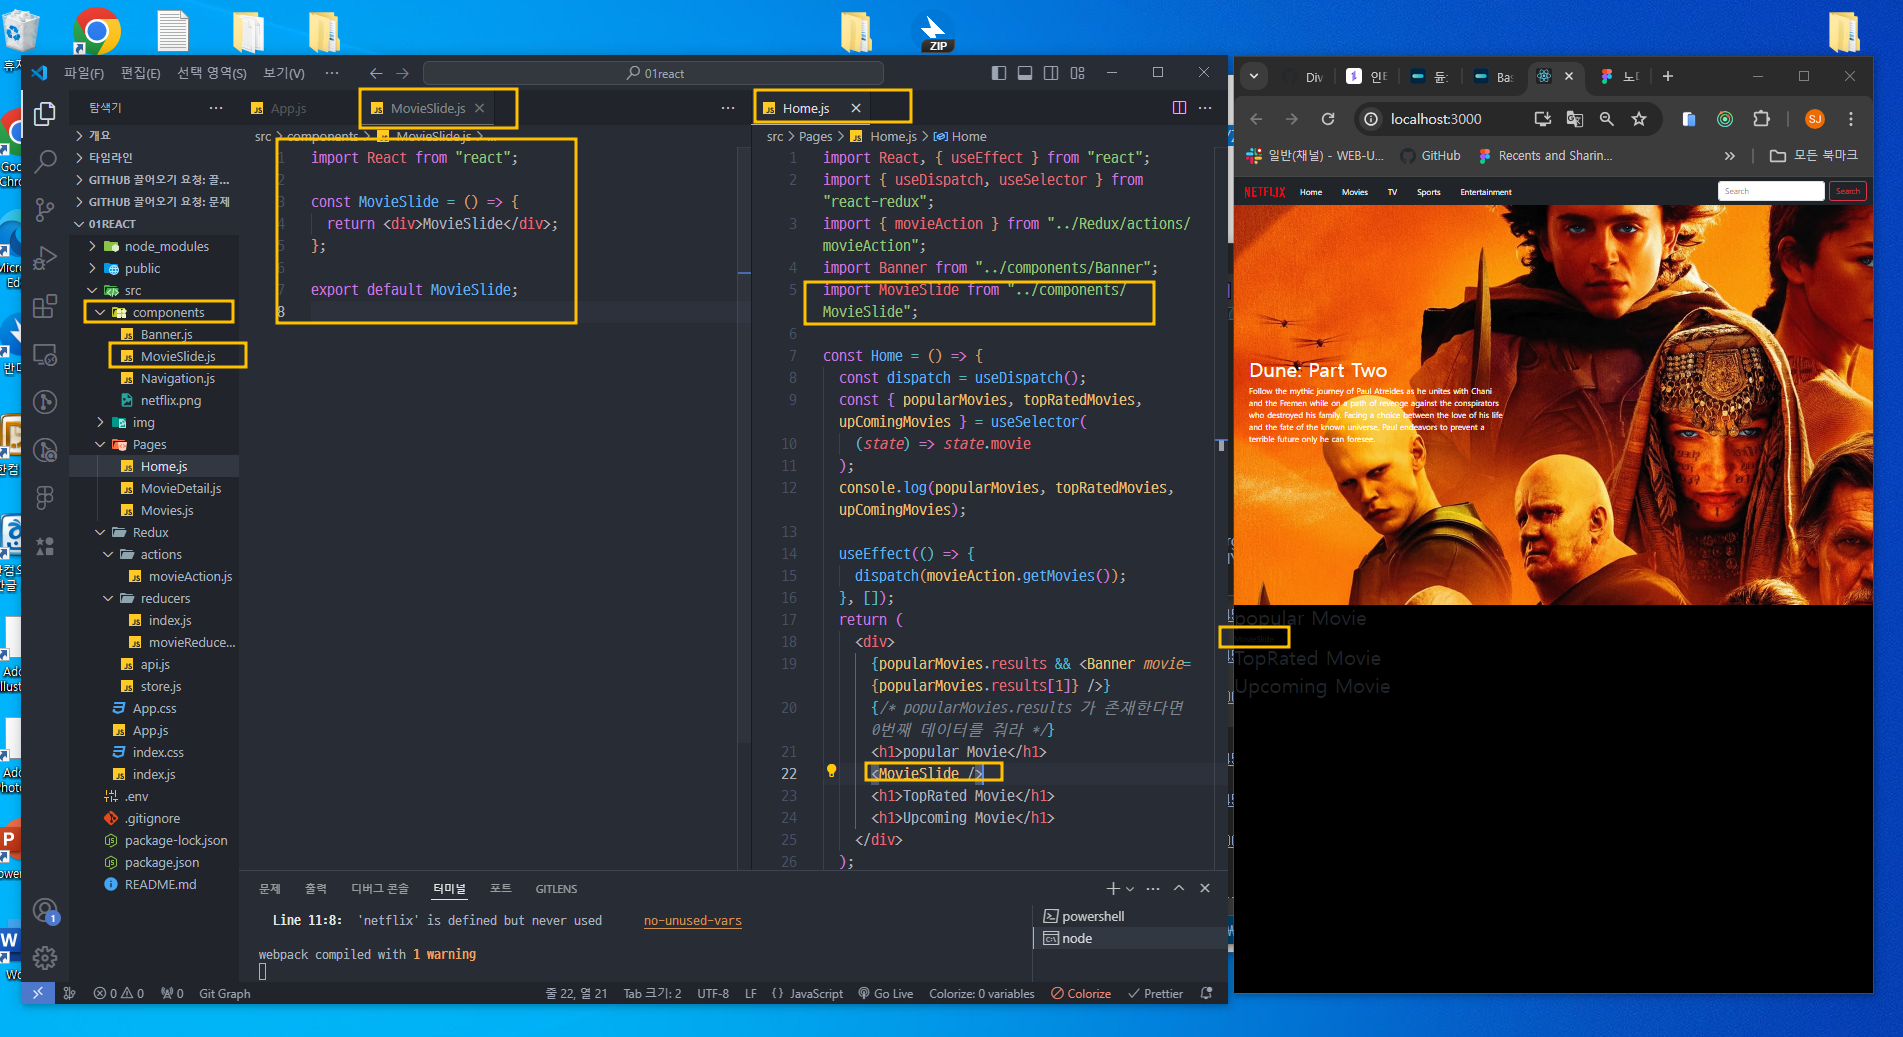 ZIP
파일(F) 편집(E) 선택 영역(S) 보기(V) ··· 01react
탐색기
개요
타임라인
GITHUB 끌어오기 요청: 끌...
GITHUB 끌어오기 요청: 문제
01REACT
node_modules
public
src
components
Banner.js
MovieSlide.js
Navigation.js
netflix.png
img
Pages
Home.js
MovieDetail.js
Movies.js
Redux
actions
movieAction.js
reducers
index.js
movieReduce...
api.js
store.js
App.css
App.js
index.css
index.js
.env
.gitignore
package-lock.json
package.json
README.md
App.js MovieSlide.js
src > components > MovieSlide.js > ...
1 import React from "react";
2
3 const MovieSlide = () => {
4 return <div>MovieSlide</div>;
5 };
6
7 export default MovieSlide;
8
Home.js
src > Pages > Home.js > Home
1 import React, { useEffect } from "react";
2 import { useDispatch, useSelector } from
"react-redux";
3 import { movieAction } from "../Redux/actions/
movieAction";
4 import Banner from "../components/Banner";
5 import MovieSlide from "../components/
MovieSlide";
6
7 const Home = () => {
8 const dispatch = useDispatch();
9 const { popularMovies, topRatedMovies,
upComingMovies } = useSelector(
10 (state) => state.movie
11 );
12 console.log(popularMovies, topRatedMovies,
upComingMovies);
13
14 useEffect(() => {
15 dispatch(movieAction.getMovies());
16 }, []);
17 return (
18 <div>
19 {popularMovies.results && <Banner movie=
{popularMovies.results[1]} />}
20 {/* popularMovies.results 가 존재한다면
0번째 데이터를 줘라 */}
21 <h1>popular Movie</h1>
22 <MovieSlide />
23 <h1>TopRated Movie</h1>
24 <h1>Upcoming Movie</h1>
25 </div>
26 );
문제 출력 디버그 콘솔 터미널 포트 GITLENS
Line 11:8: 'netflix' is defined but never used no-unused-vars
webpack compiled with 1 warning
powershell
node
1
0 0 0 Git Graph 줄 22, 열 21 Tab 크기: 2 UTF-8 LF {} JavaScript Go Live Colorize: 0 variables Colorize Prettier
Div 인 듄: Bas
localhost:3000 SJ
일반(채널) - WEB-U... GitHub Recents and Sharin... 모든 북마크
NETFLIX Home Movies TV Sports Entertainment Search Search
Dune: Part Two
Follow the mythic journey of Paul Atreides as he unites with Chani
and the Fremen while on a path of revenge against the conspirators
who destroyed his family. Facing a choice between the love of his life
and the fate of the known universe, Paul endeavors to prevent a
terrible future only he can foresee.
popular Movie
MovieSlide
TopRated Movie
Upcoming Movie